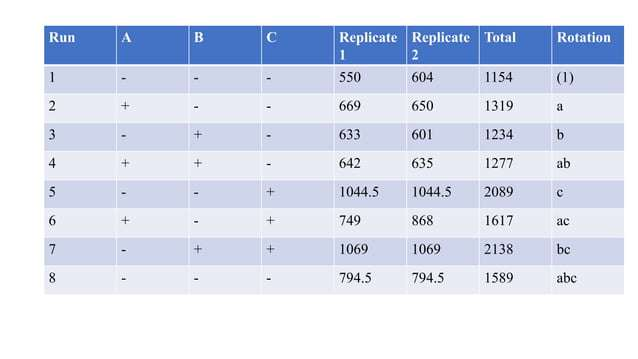 Run A B C Replicate 1 Replicate 2 Total Rotation
1 - - - 550 604 1154 (1)
2 + - - 669 650 1319 a
3 - + - 633 601 1234 b
4 + + - 642 635 1277 ab
5 - - + 1044.5 1044.5 2089 c
6 + - + 749 868 1617 ac
7 - + + 1069 1069 2138 bc
8 - - - 794.5 794.5 1589 abc